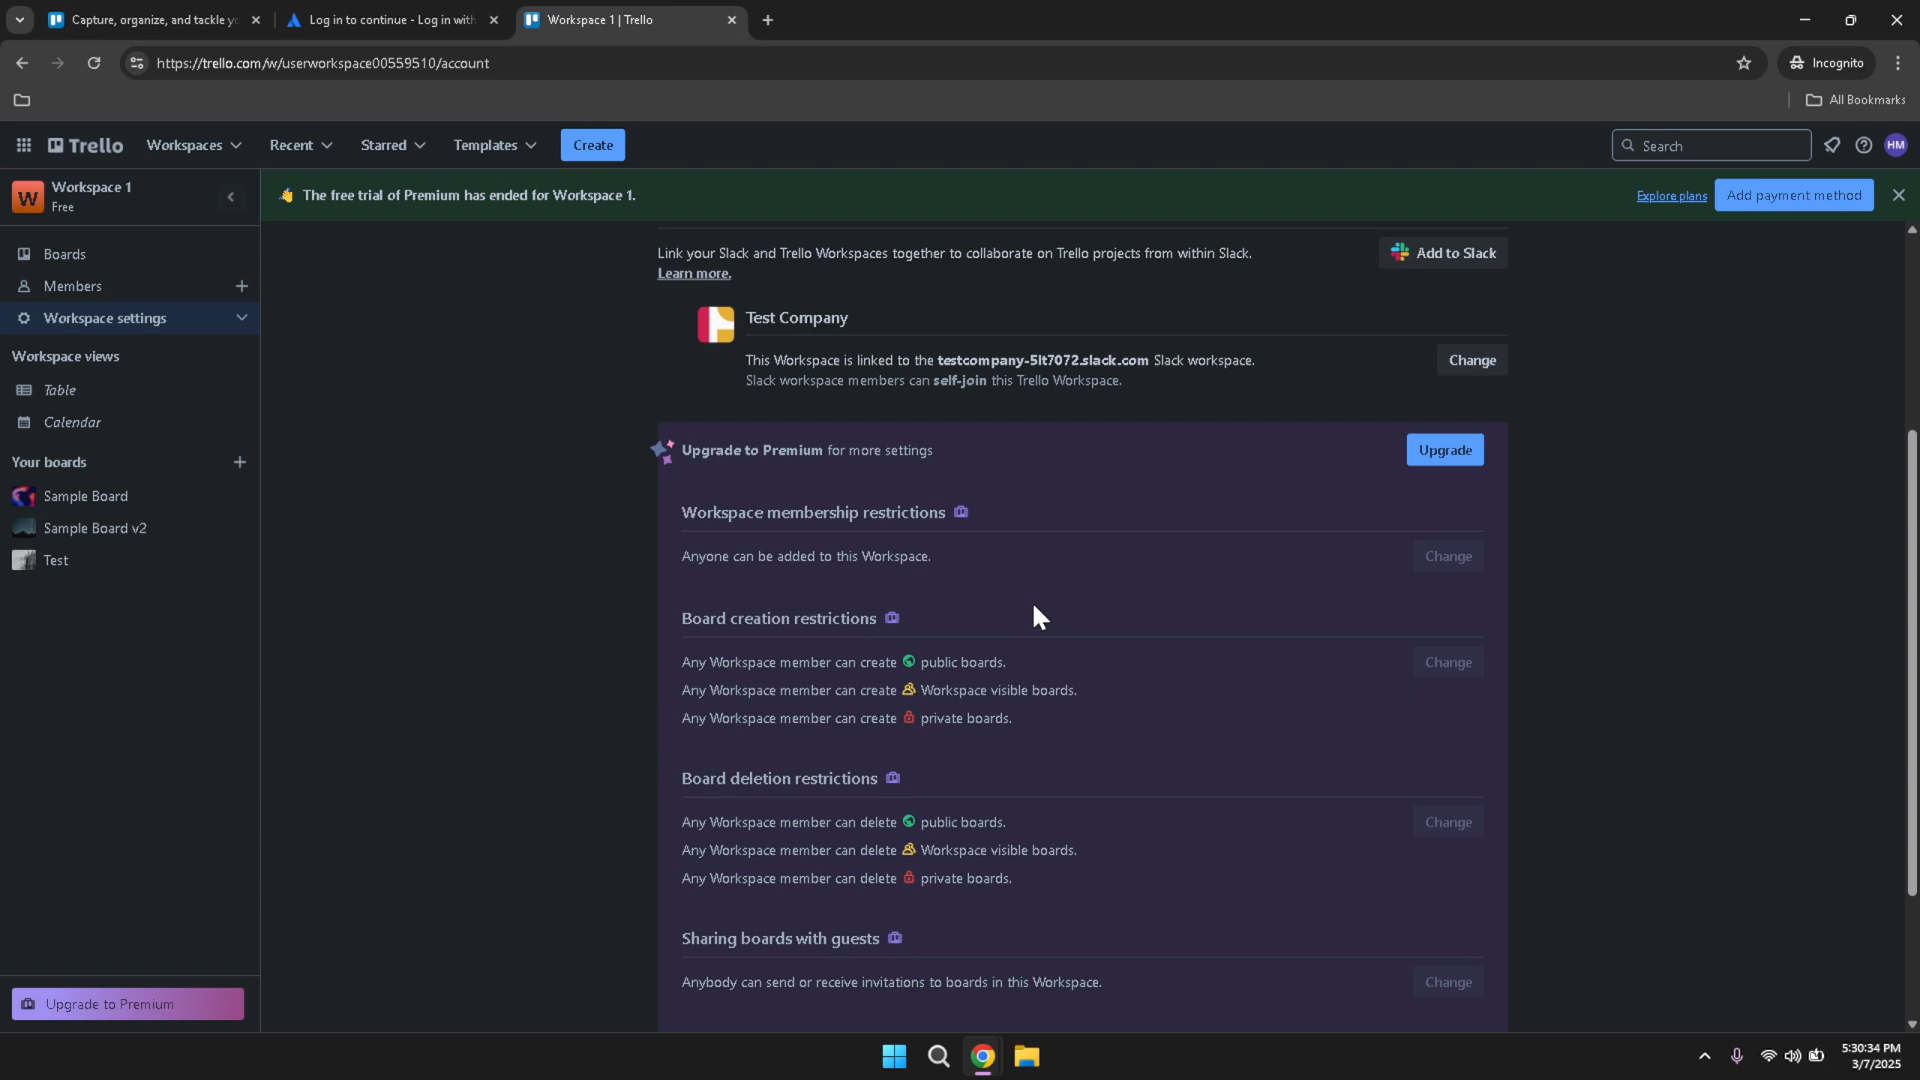 Capture, organize, and tackle yo
Log in to continue - Log in with
Workspace 1 | Trello
https://trello.com/w/userworkspace00559510/account
Incognito
All Bookmarks
Trello
Workspaces
Recent
Starred
Templates
Create
Search
HM
W
Workspace 1
Free
The free trial of Premium has ended for Workspace 1.
Explore plans
Add payment method
Boards
Members
Workspace settings
Workspace views
Table
Calendar
Your boards
Sample Board
Sample Board v2
Test
Upgrade to Premium
Link your Slack and Trello Workspaces together to collaborate on Trello projects from within Slack.
Learn more.
Add to Slack
Test Company
This Workspace is linked to the testcompany-5lt7072.slack.com Slack workspace.
Slack workspace members can self-join this Trello Workspace.
Change
Upgrade to Premium for more settings
Upgrade
Workspace membership restrictions
Anyone can be added to this Workspace.
Change
Board creation restrictions
Any Workspace member can create public boards.
Change
Any Workspace member can create Workspace visible boards.
Any Workspace member can create private boards.
Board deletion restrictions
Any Workspace member can delete public boards.
Change
Any Workspace member can delete Workspace visible boards.
Any Workspace member can delete private boards.
Sharing boards with guests
Anybody can send or receive invitations to boards in this Workspace.
Change
5:30:34 PM
3/7/2025